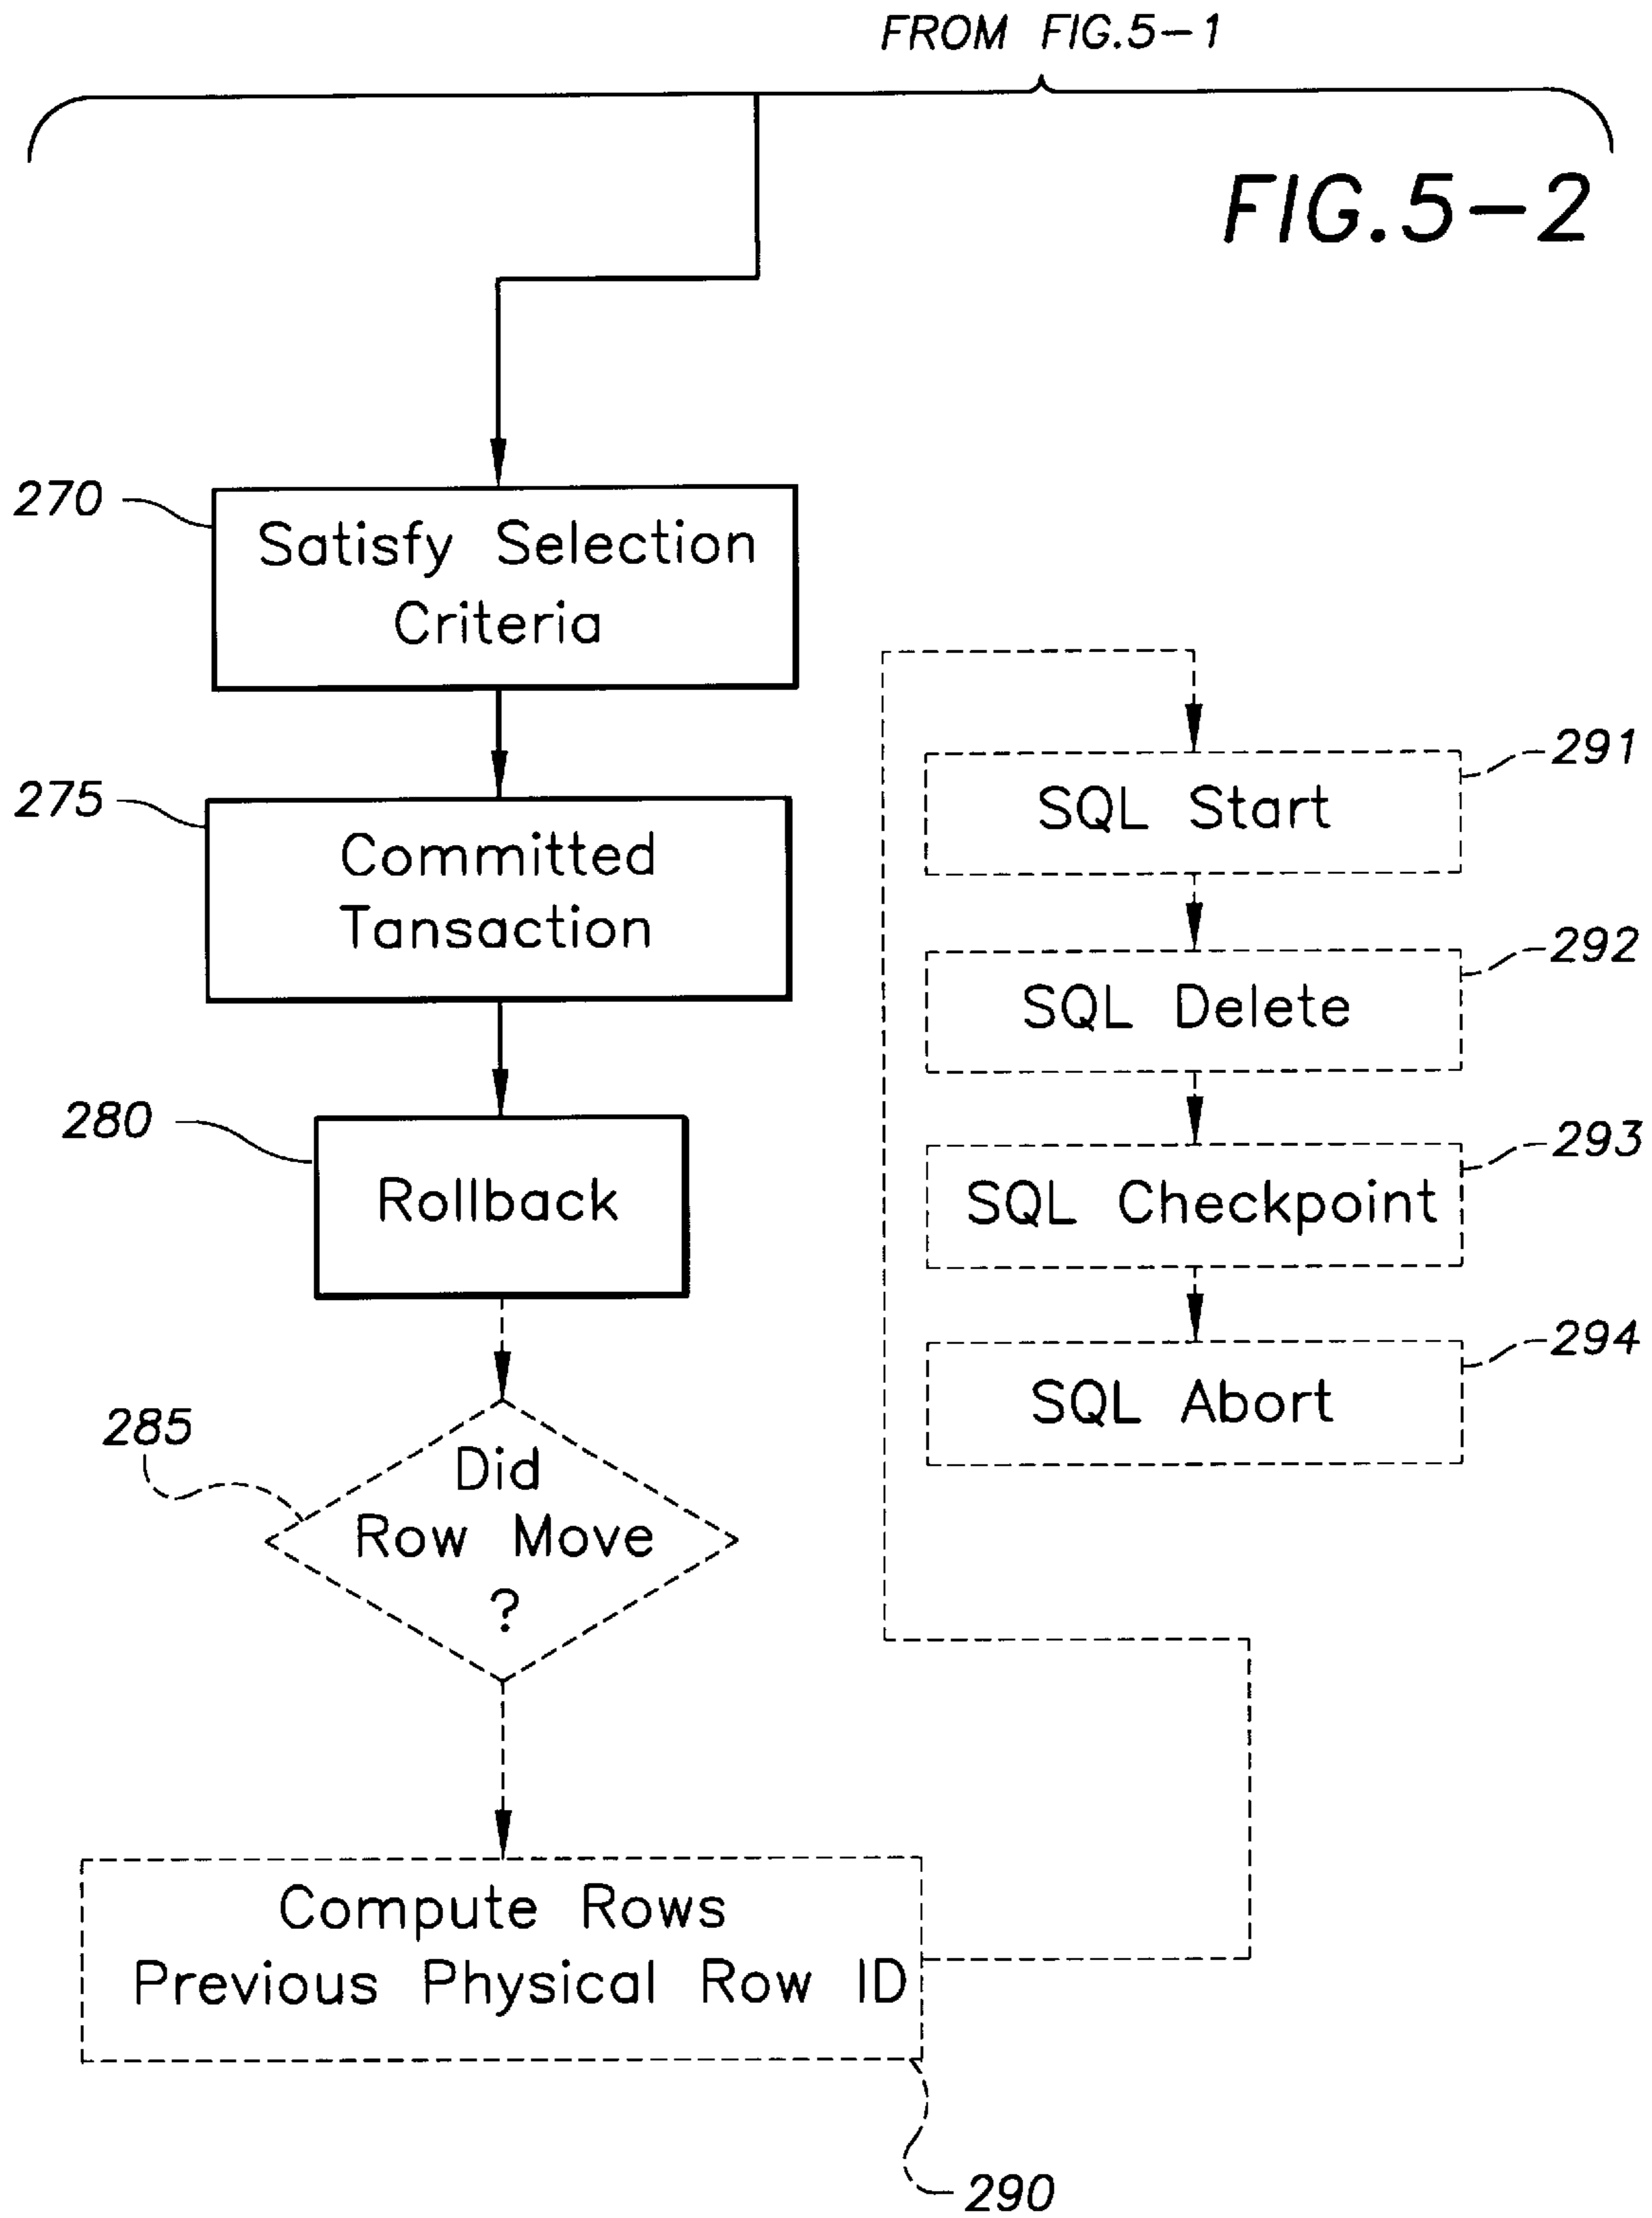 FROM FIG.5-1
FIG.5-2
270
Satisfy Selection
Criteria
275
Committed
Tansaction
280
Rollback
285
Did
Row Move
?
Compute Rows
Previous Physical Row ID
290
SQL Start
291
SQL Delete
292
SQL Checkpoint
293
SQL Abort
294